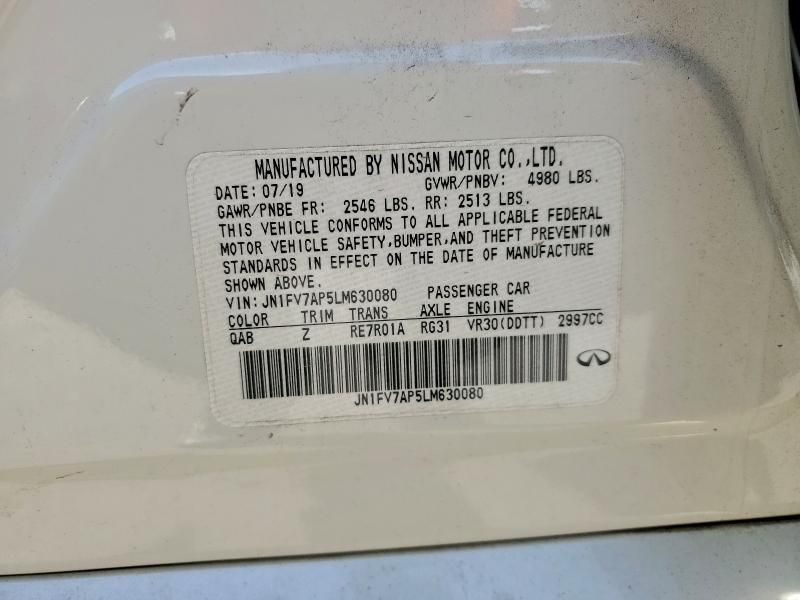 MANUFACTURED BY NISSAN MOTOR CO.,LTD.
DATE: 07/19 GVWR/PNBV: 4980 LBS.
GAWR/PNBE FR: 2546 LBS. RR: 2513 LBS.
THIS VEHICLE CONFORMS TO ALL APPLICABLE FEDERAL
MOTOR VEHICLE SAFETY,BUMPER,AND THEFT PREVENTION
STANDARDS IN EFFECT ON THE DATE OF MANUFACTURE
SHOWN ABOVE.
VIN:JN1FV7AP5LM630080 PASSENGER CAR
COLOR TRIM TRANS AXLE ENGINE
QAB Z RE7R01A RG31 VR30(DDTT) 2997CC
JN1FV7AP5LM630080